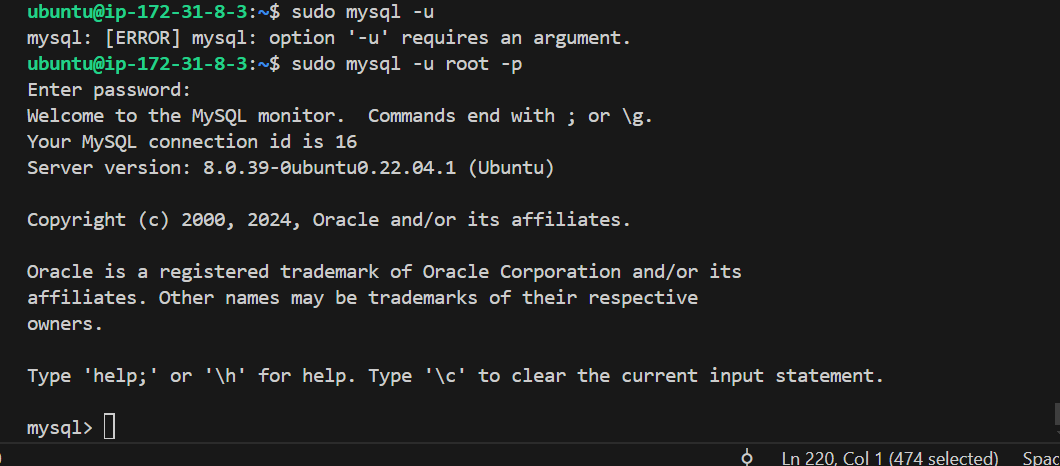 ubuntu@ip-172-31-8-3:~$ sudo mysql -u
mysql: [ERROR] mysql: option '-u' requires an argument.
ubuntu@ip-172-31-8-3:~$ sudo mysql -u root -p
Enter password:
Welcome to the MySQL monitor.  Commands end with ; or \g.
Your MySQL connection id is 16
Server version: 8.0.39-0ubuntu0.22.04.1 (Ubuntu)
Copyright (c) 2000, 2024, Oracle and/or its affiliates.
Oracle is a registered trademark of Oracle Corporation and/or its
affiliates. Other names may be trademarks of their respective
owners.
Type 'help;' or '\h' for help. Type '\c' to clear the current input statement.
mysql>
Ln 220, Col 1 (474 selected) Spac